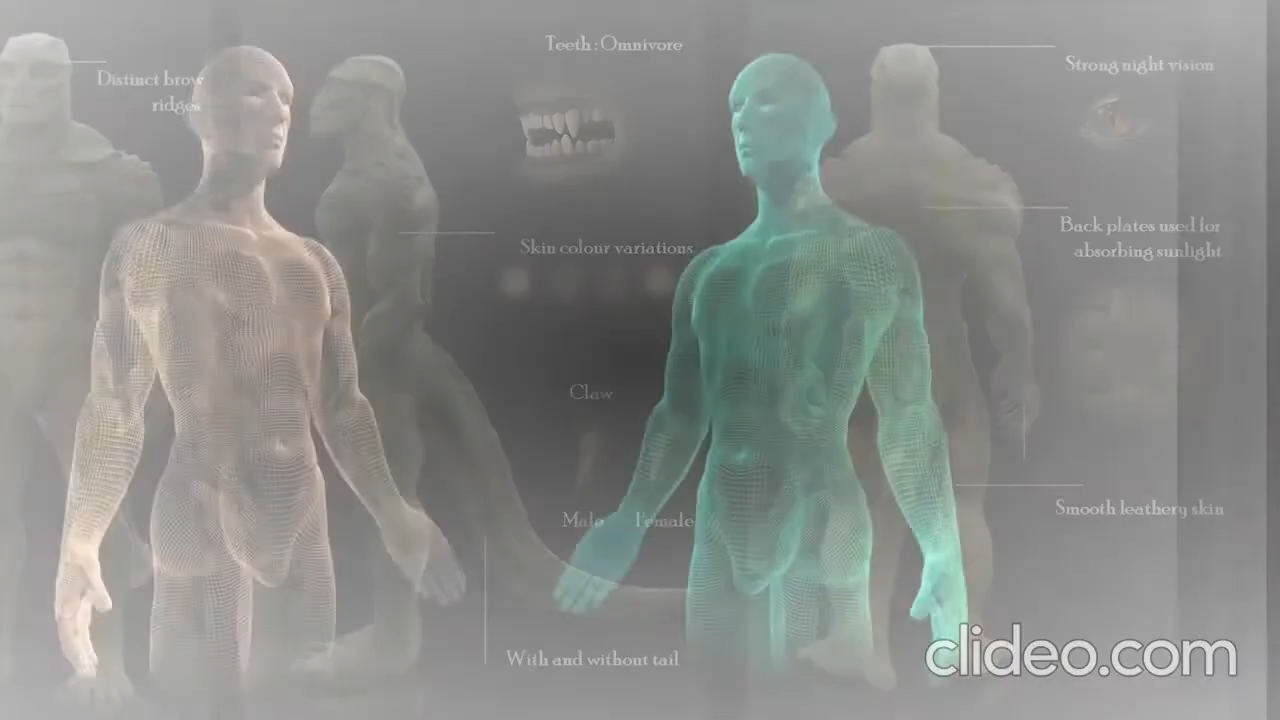 Teeth : Omnivore
Distinct brow
ridges
Strong night vision
Skin colour variations
Back plates used for
absorbing sunlight
Claw
Male Female
Smooth leathery skin
With and without tail
clideo.com